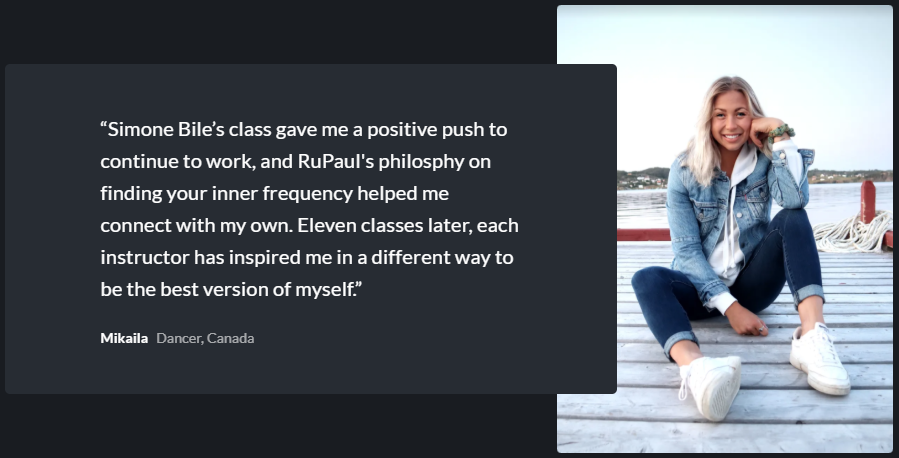 “Simone Bile’s class gave me a positive push to
continue to work, and RuPaul's philosphy on
finding your inner frequency helped me
connect with my own. Eleven classes later, each
instructor has inspired me in a different way to
be the best version of myself.”
Mikaila Dancer, Canada